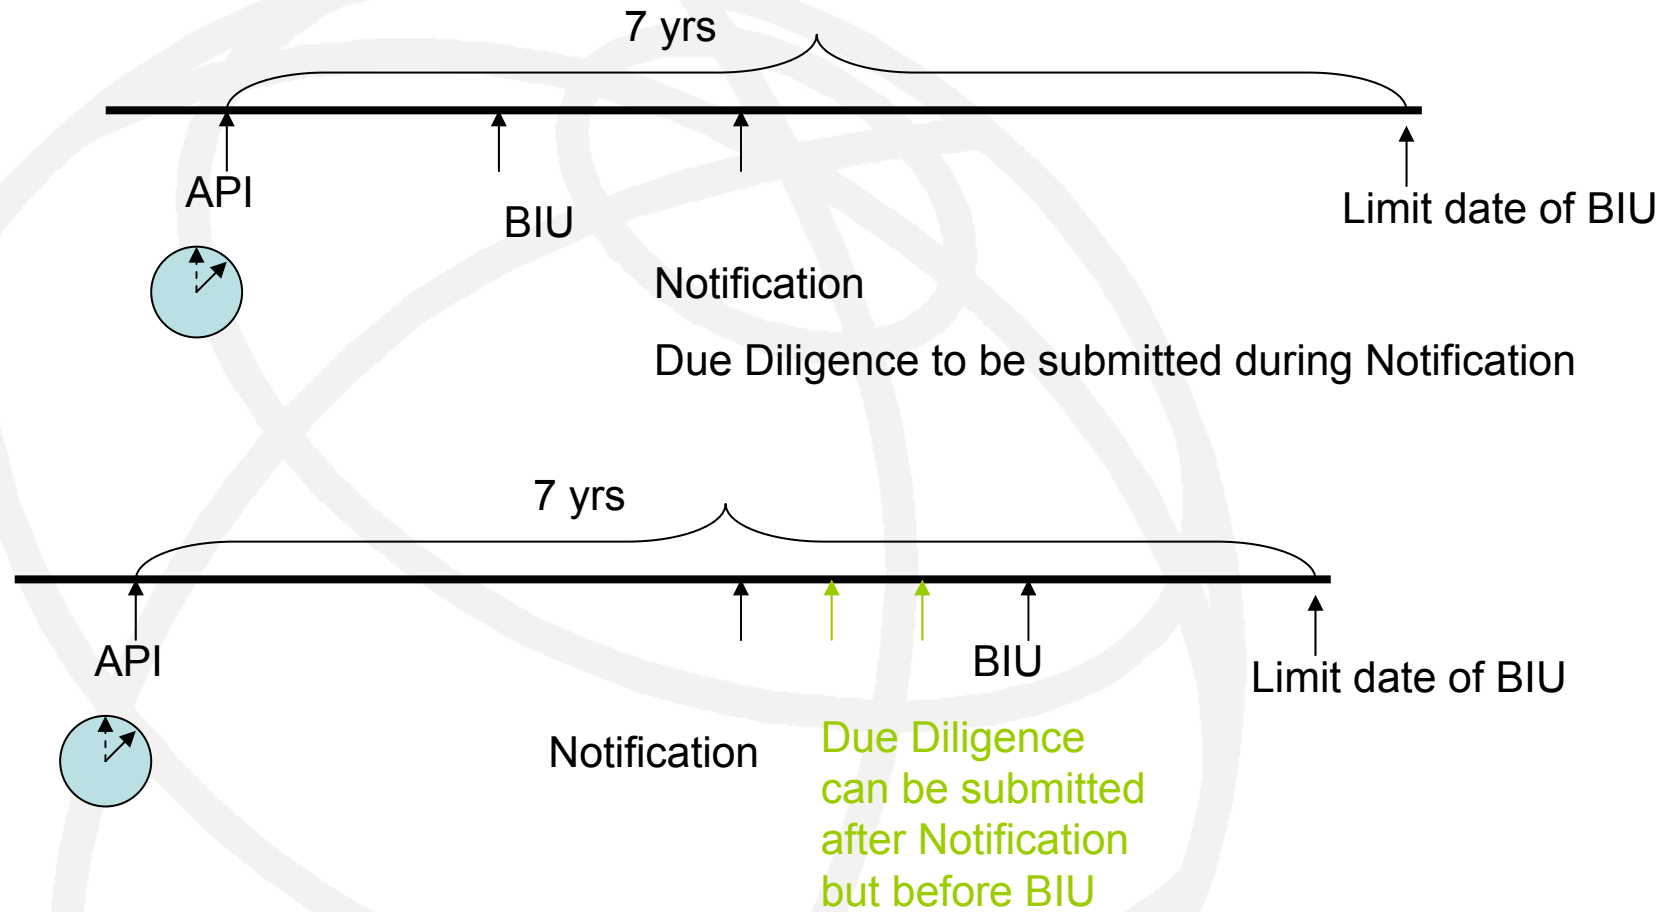 7 yrs
API
BIU
Limit date of BIU
Notification
Due Diligence to be submitted during Notification
7 yrs
API
BIU
Limit date of BIU
Notification
Due Diligence
can be submitted
after Notification
but before BIU